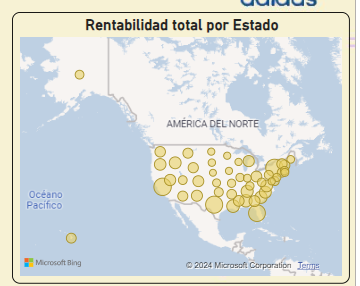 adidas
Rentabilidad total por Estado
AMÉRICA DEL NORTE
Océano
Pacífico
Microsoft Bing
© 2024 Microsoft Corporation Terms